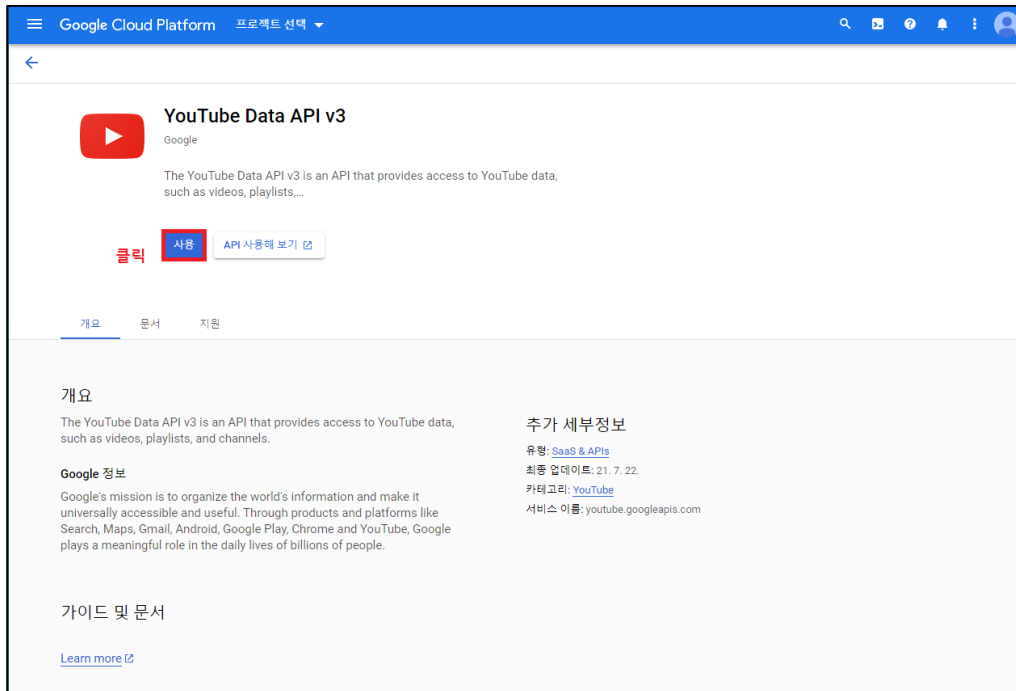 Google Cloud Platform 프로젝트 선택
YouTube Data API v3
Google
The YouTube Data API v3 is an API that provides access to YouTube data,
such as videos, playlists,...
클릭 사용 API 사용해 보기
개요 문서 지원
개요
The YouTube Data API v3 is an API that provides access to YouTube data,
such as videos, playlists, and channels.
Google 정보
Google's mission is to organize the world's information and make it
universally accessible and useful. Through products and platforms like
Search, Maps, Gmail, Android, Google Play, Chrome and YouTube, Google
plays a meaningful role in the daily lives of billions of people.
추가 세부정보
유형: SaaS & APIs
최종 업데이트: 21. 7. 22.
카테고리: YouTube
서비스 이름: youtube.googleapis.com
가이드 및 문서
Learn more